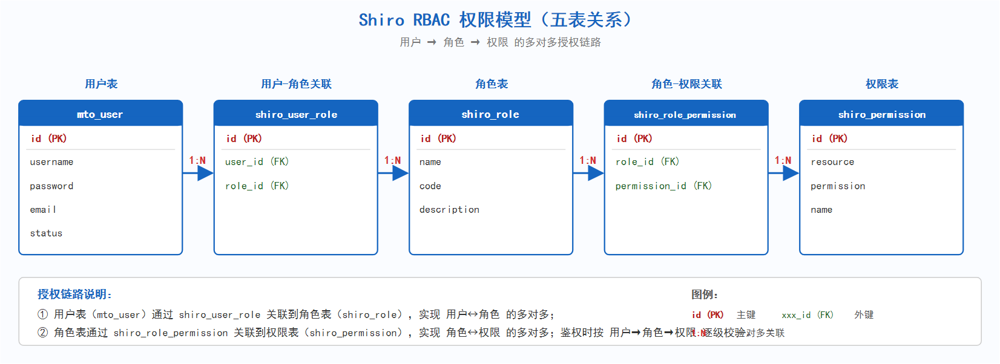 Shiro RBAC 权限模型（五表关系）
用户 → 角色 → 权限 的多对多授权链路
用户表
用户-角色关联
角色表
角色-权限关联
权限表
mto_user
id (PK)
username
password
email
status
1:N
shiro_user_role
id (PK)
user_id (FK)
role_id (FK)
1:N
shiro_role
id (PK)
name
code
description
1:N
shiro_role_permission
id (PK)
role_id (FK)
permission_id (FK)
1:N
shiro_permission
id (PK)
resource
permission
name
授权链路说明：
① 用户表（mto_user）通过 shiro_user_role 关联到角色表（shiro_role），实现 用户↔角色 的多对多；
② 角色表通过 shiro_role_permission 关联到权限表（shiro_permission），实现 角色↔权限 的多对多；鉴权时按 用户→角色→权限 逐级校验
图例：
id (PK) 主键 xxx_id (FK) 外键
1:N 对多关联